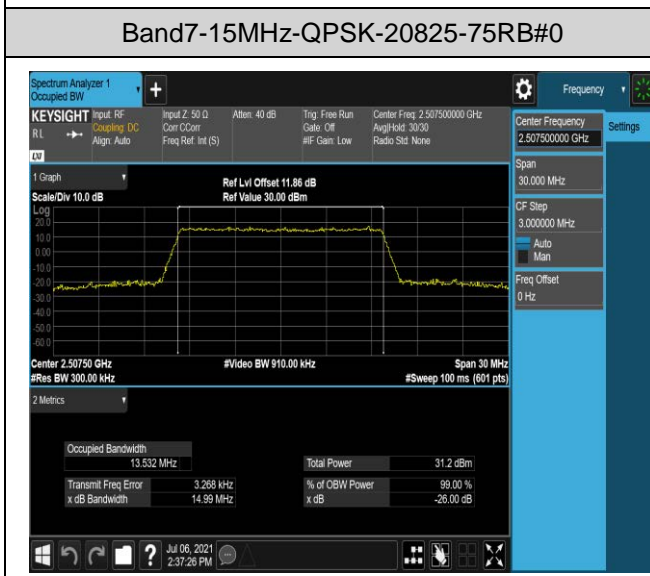 Band7-15MHz-QPSK-20825-75RB#0
Spectrum Analyzer 1
Occupied BW
+
Frequency
KEYSIGHT
RL
LXI
Input: RF
Coupling: DC
Align: Auto
Input Z: 50 Ω
Corr CCorr
Freq Ref: Int (S)
Atten: 40 dB
Trig: Free Run
Gate: Off
#IF Gain: Low
Center Freq: 2.507500000 GHz
Avg|Hold: 30/30
Radio Std: None
Center Frequency
2.507500000 GHz
Settings
Span
30.000 MHz
CF Step
3.000000 MHz
Auto
Man
Freq Offset
0 Hz
1 Graph
Scale/Div 10.0 dB
Ref Lvl Offset 11.86 dB
Ref Value 30.00 dBm
Log
20.0
10.0
0.00
-10.0
-20.0
-30.0
-40.0
-50.0
-60.0
Center 2.50750 GHz
#Video BW 910.00 kHz
Span 30 MHz
#Res BW 300.00 kHz
#Sweep 100 ms (601 pts)
2 Metrics
Occupied Bandwidth
13.532 MHz
Total Power 31.2 dBm
Transmit Freq Error 3.268 kHz
% of OBW Power 99.00 %
x dB Bandwidth 14.99 MHz
x dB -26.00 dB
?
Jul 06, 2021
2:37:26 PM